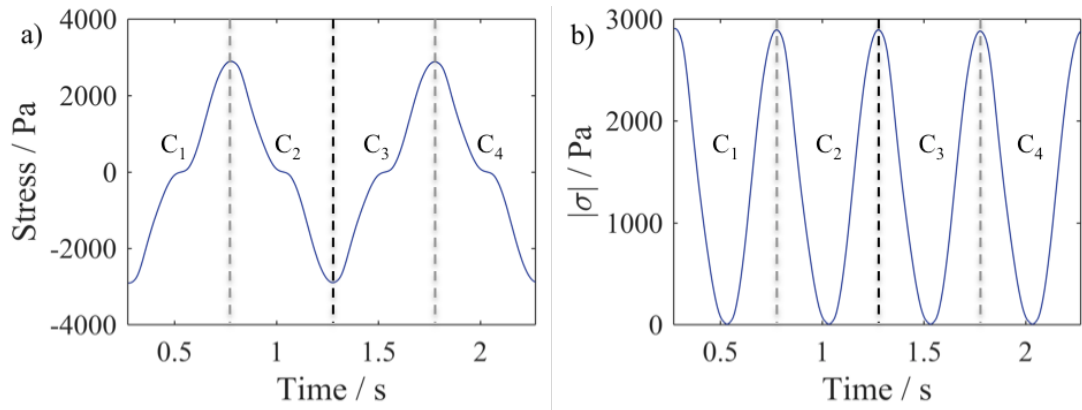 a)
4000
2000
0
-2000
-4000
Stress / Pa
C₁
C₂
C₃
C₄
0.5
1
1.5
2
Time / s
b)
3000
2000
1000
0
|σ| / Pa
C₁
C₂
C₃
C₄
0.5
1
1.5
2
Time / s